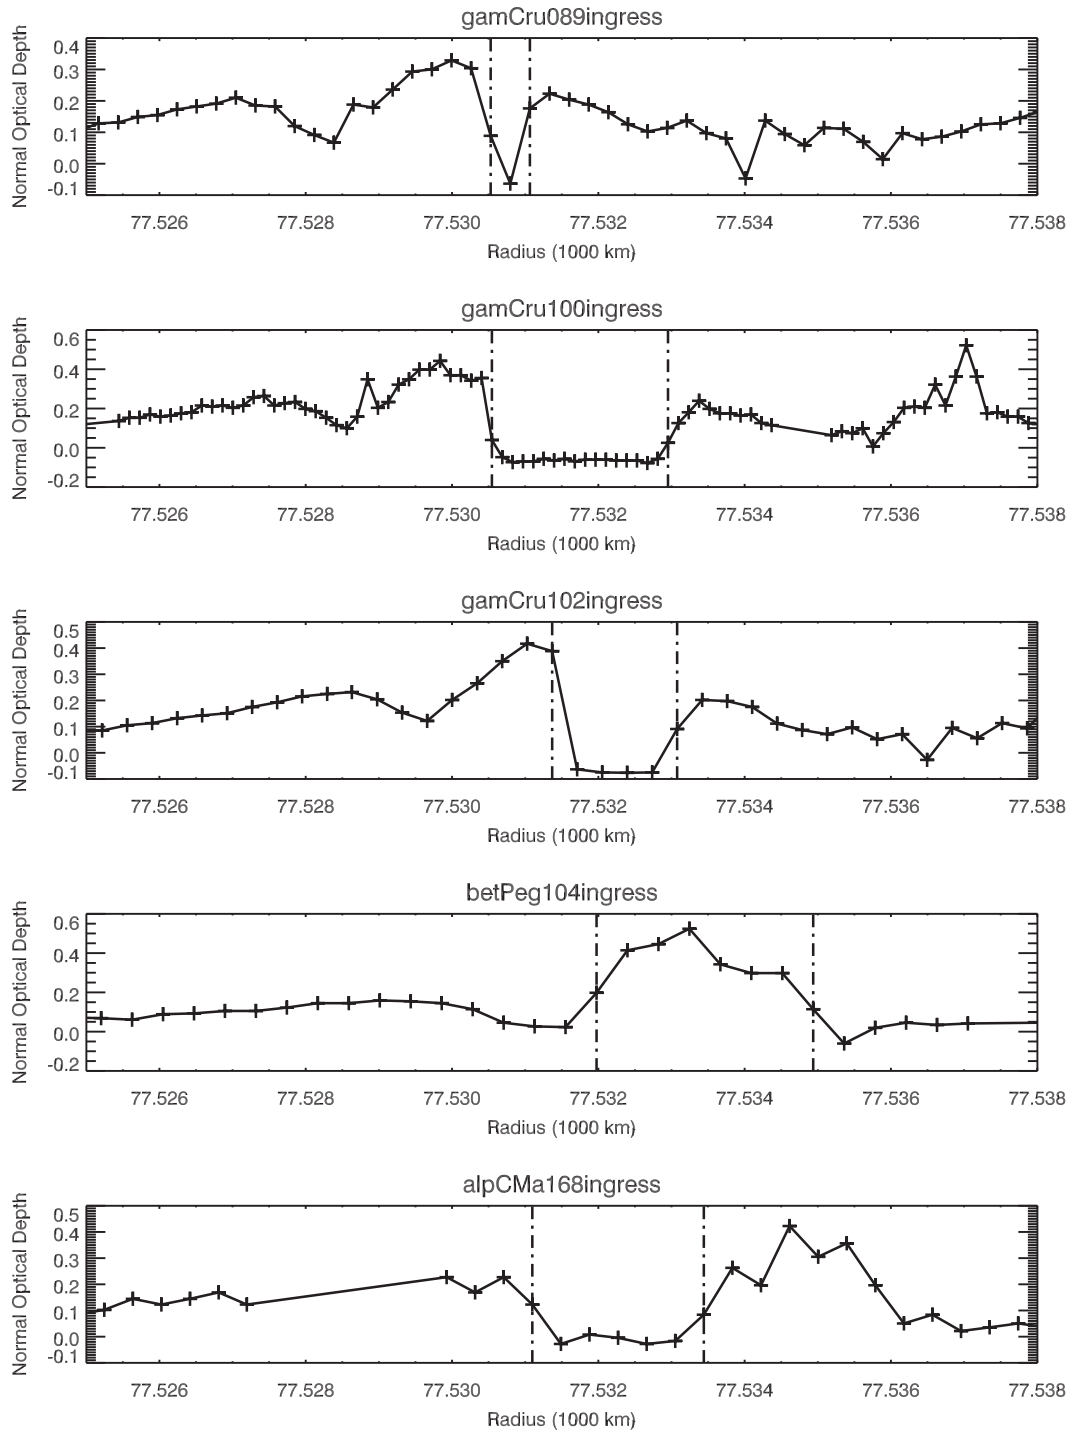 gamCru089ingress
Normal Optical Depth
0.4
0.3
0.2
0.1
0.0
-0.1
77.526 77.528 77.530 77.532 77.534 77.536 77.538
Radius (1000 km)
gamCru100ingress
Normal Optical Depth
0.6
0.4
0.2
0.0
-0.2
77.526 77.528 77.530 77.532 77.534 77.536 77.538
Radius (1000 km)
gamCru102ingress
Normal Optical Depth
0.5
0.4
0.3
0.2
0.1
0.0
-0.1
77.526 77.528 77.530 77.532 77.534 77.536 77.538
Radius (1000 km)
betPeg104ingress
Normal Optical Depth
0.6
0.4
0.2
0.0
-0.2
77.526 77.528 77.530 77.532 77.534 77.536 77.538
Radius (1000 km)
alpCMa168ingress
Normal Optical Depth
0.5
0.4
0.3
0.2
0.1
0.0
-0.1
77.526 77.528 77.530 77.532 77.534 77.536 77.538
Radius (1000 km)